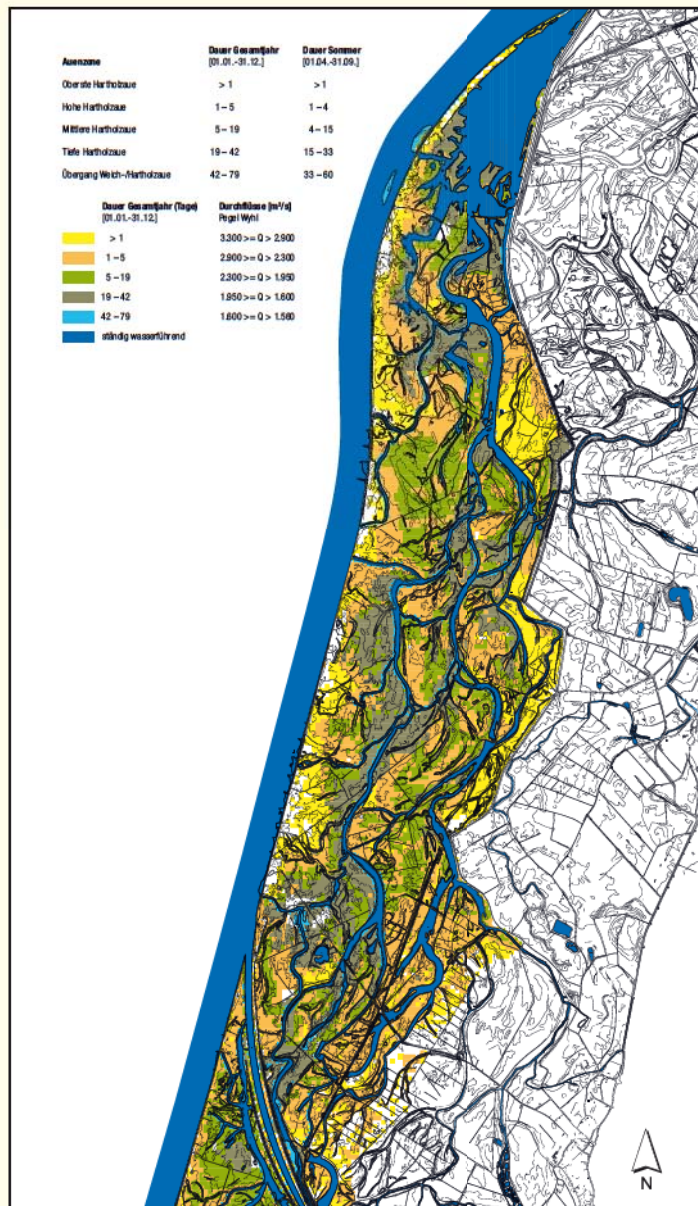 Auenzone Dauer Gesamtjahr Dauer Sommer
[01.01.-31.12.] [01.04.-31.09.]
Oberste Hartholzaue > 1 > 1
Hohe Hartholzaue 1 – 5 1 – 4
Mittlere Hartholzaue 5 – 19 4 – 15
Tiefe Hartholzaue 19 – 42 15 – 33
Übergang Weich-/Hartholzaue 42 – 79 33 – 60
Dauer Gesamtjahr (Tage) Durchflüsse [m³/s]
[01.01.-31.12.] Pegel Wyhl
> 1 3.300 >= Q > 2.900
1 – 5 2.900 >= Q > 2.300
5 – 19 2.300 >= Q > 1.950
19 – 42 1.950 >= Q > 1.600
42 – 79 1.600 >= Q > 1.560
ständig wasserführend
N